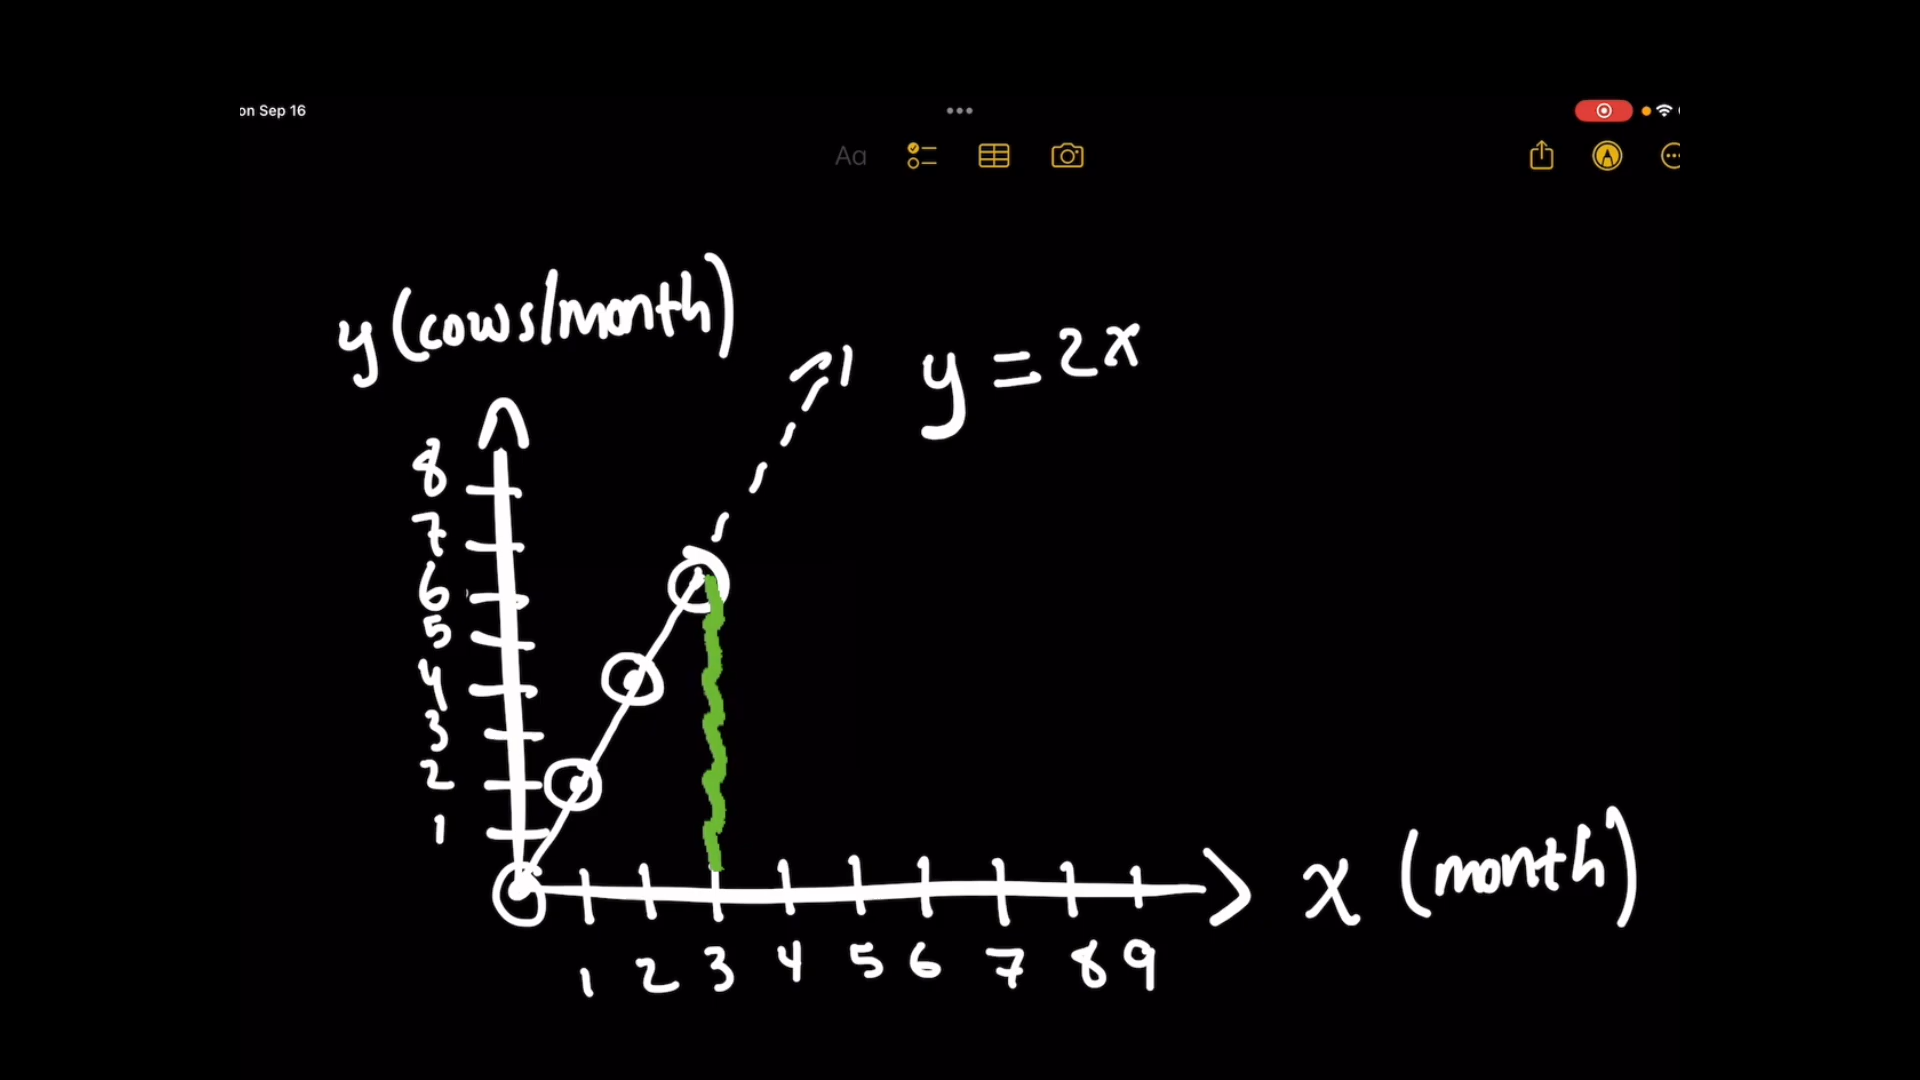 on Sep 16
Aa
y (cows/month)
y = 2x
8
7
6
5
4
3
2
1
x (month)
1 2 3 4 5 6 7 8 9